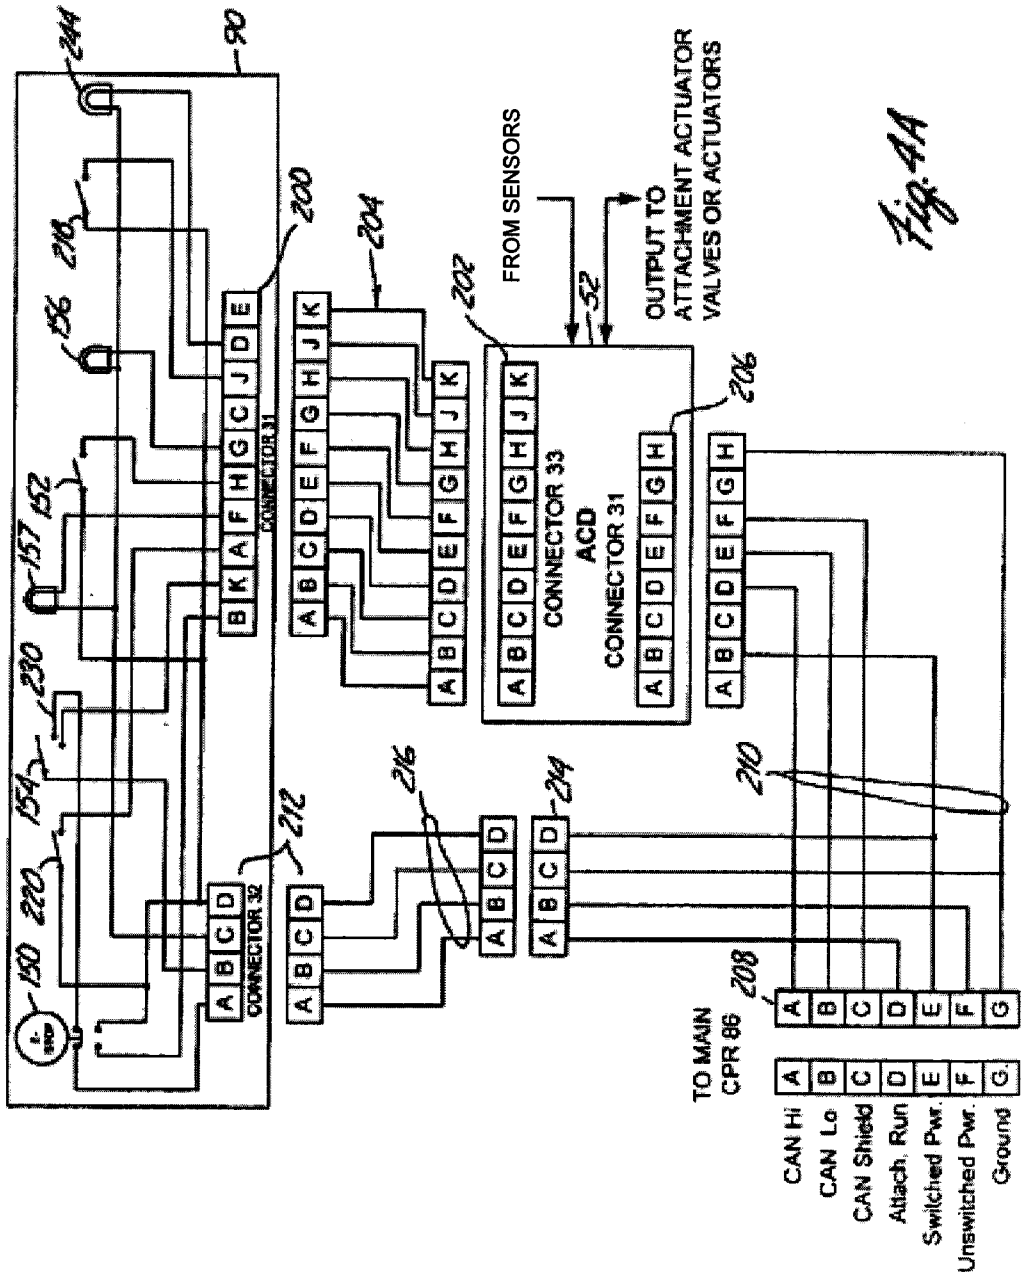 244
90
218
156
152
157
230
154
220
150
E-STOP
E D J C G H F A K B
CONNECTOR 31
200
D C B A
CONNECTOR 32
212
A B C D E F G H J K
204
A B C D
216
A B C D
A B C D
214
A B C D E F G H J K
202
A B C D E F G H J K
CONNECTOR 33
ACD
CONNECTOR 31
A B C D E F G H
206
52
FROM SENSORS
OUTPUT TO
ATTACHMENT ACTUATOR
VALVES OR ACTUATORS
A B C D E F G H
210
208
TO MAIN
CPR 86
A B C D E F G
A B C D E F G
CAN Hi
CAN Lo
CAN Shield
Attach. Run
Switched Pwr.
Unswitched Pwr.
Ground
Fig. 4A